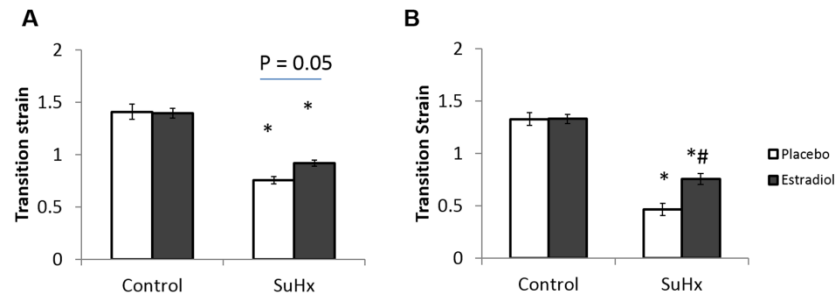 A
Transition strain
2
1.5
1
0.5
0
P = 0.05
*
*
Control
SuHx
B
Transition Strain
2
1.5
1
0.5
0
*
*#
Control
SuHx
Placebo
Estradiol